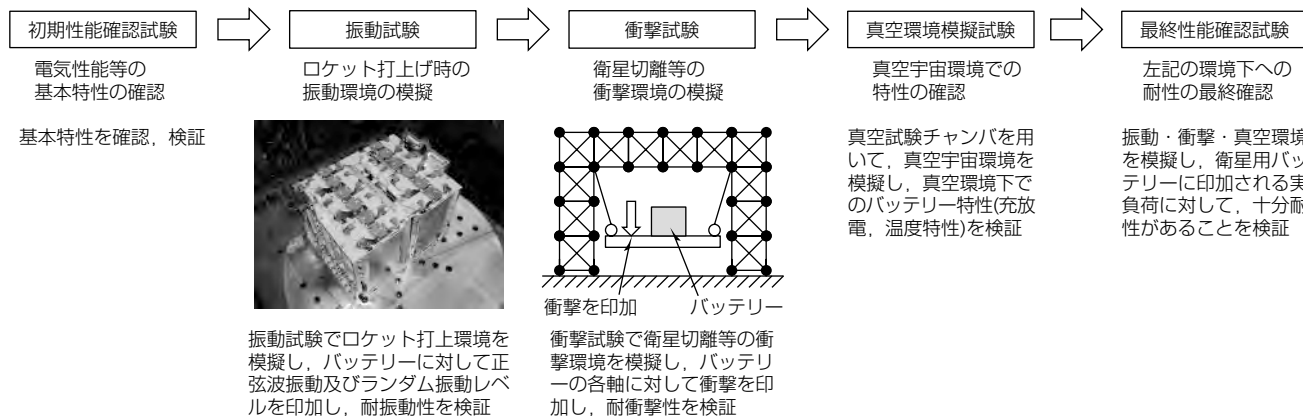 初期性能確認試験
電気性能等の
基本特性の確認
基本特性を確認，検証
振動試験
ロケット打上げ時の
振動環境の模擬
振動試験でロケット打上環境を
模擬し，バッテリーに対して正
弦波振動及びランダム振動レベ
ルを印加し，耐振動性を検証
衝撃試験
衛星切離等の
衝撃環境の模擬
衝撃を印加
バッテリー
衝撃試験で衛星切離等の衝
撃環境を模擬し，バッテリ
ーの各軸に対して衝撃を印
加し，耐衝撃性を検証
真空環境模擬試験
真空宇宙環境での
特性の確認
真空試験チャンバを用
いて，真空宇宙環境を
模擬し，真空環境下で
のバッテリー特性(充放
電，温度特性)を検証
最終性能確認試験
左記の環境下への
耐性の最終確認
振動・衝撃・真空環境
を模擬し，衛星用バッ
テリーに印加される実
負荷に対して，十分耐
性があることを検証